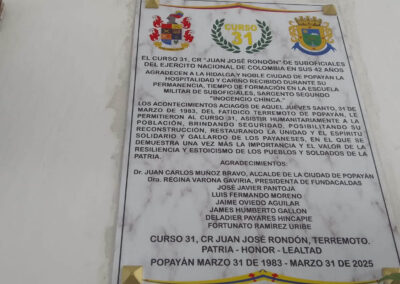 CURSO
31
EL CURSO 31, CR "JUAN JOSÉ RONDÓN" DE SUBOFICIALES
DEL EJERCITO NACIONAL DE COLOMBIA EN SUS 42 AÑOS
AGRADECEN A LA HIDALGA Y NOBLE CIUDAD DE POPAYÁN LA
HOSPITALIDAD Y CARIÑO RECIBIDO DURANTE SU
PERMANENCIA, TIEMPO DE FORMACIÓN EN LA ESCUELA
MILITAR DE SUBOFICIALES, SARGENTO SEGUNDO
"INOCENCIO CHINCA."
LOS ACONTECIMIENTOS ACIAGOS DE AQUEL JUEVES SANTO, 31 DE
MARZO DE 1983, DEL FATÍDICO TERREMOTO DE POPAYÁN, LE
PERMITIERON AL CURSO 31, ASISTIR HUMANITARIAMENTE A LA
POBLACIÓN, BRINDANDO SEGURIDAD, POSIBILITANDO SU
RECONSTRUCCIÓN, RESTAURANDO LA UNIDAD Y EL ESPÍRITU
SOLIDARIO Y GALLARDO DE LOS PAYANESES, EN EL QUE SE
DEMUESTRA UNA VEZ MÁS LA IMPORTANCIA Y EL VALOR DE LA
RESILIENCIA Y ESTOICISMO DE LOS PUEBLOS Y SOLDADOS DE LA
PATRIA.
AGRADECIMIENTOS:
Dr. JUAN CARLOS MUÑOZ BRAVO, ALCALDE DE LA CIUDAD DE POPAYÁN
Dra. REGINA VARONA GAVIRIA, PRESIDENTA DE FUNDACALDAS
JOSÉ JAVIER PANTOJA
LUIS FERNANDO MORENO
JAIME OVIEDO AGUILAR
JAMES HUMBERTO GALLON
DELADIER PAYARES HINCAPIE
FORTUNATO RAMÍREZ URIBE
CURSO 31, CR JUAN JOSÉ RONDÓN, TERREMOTO.
PATRIA - HONOR - LEALTAD
POPAYÁN MARZO 31 DE 1983 - MARZO 31 DE 2025